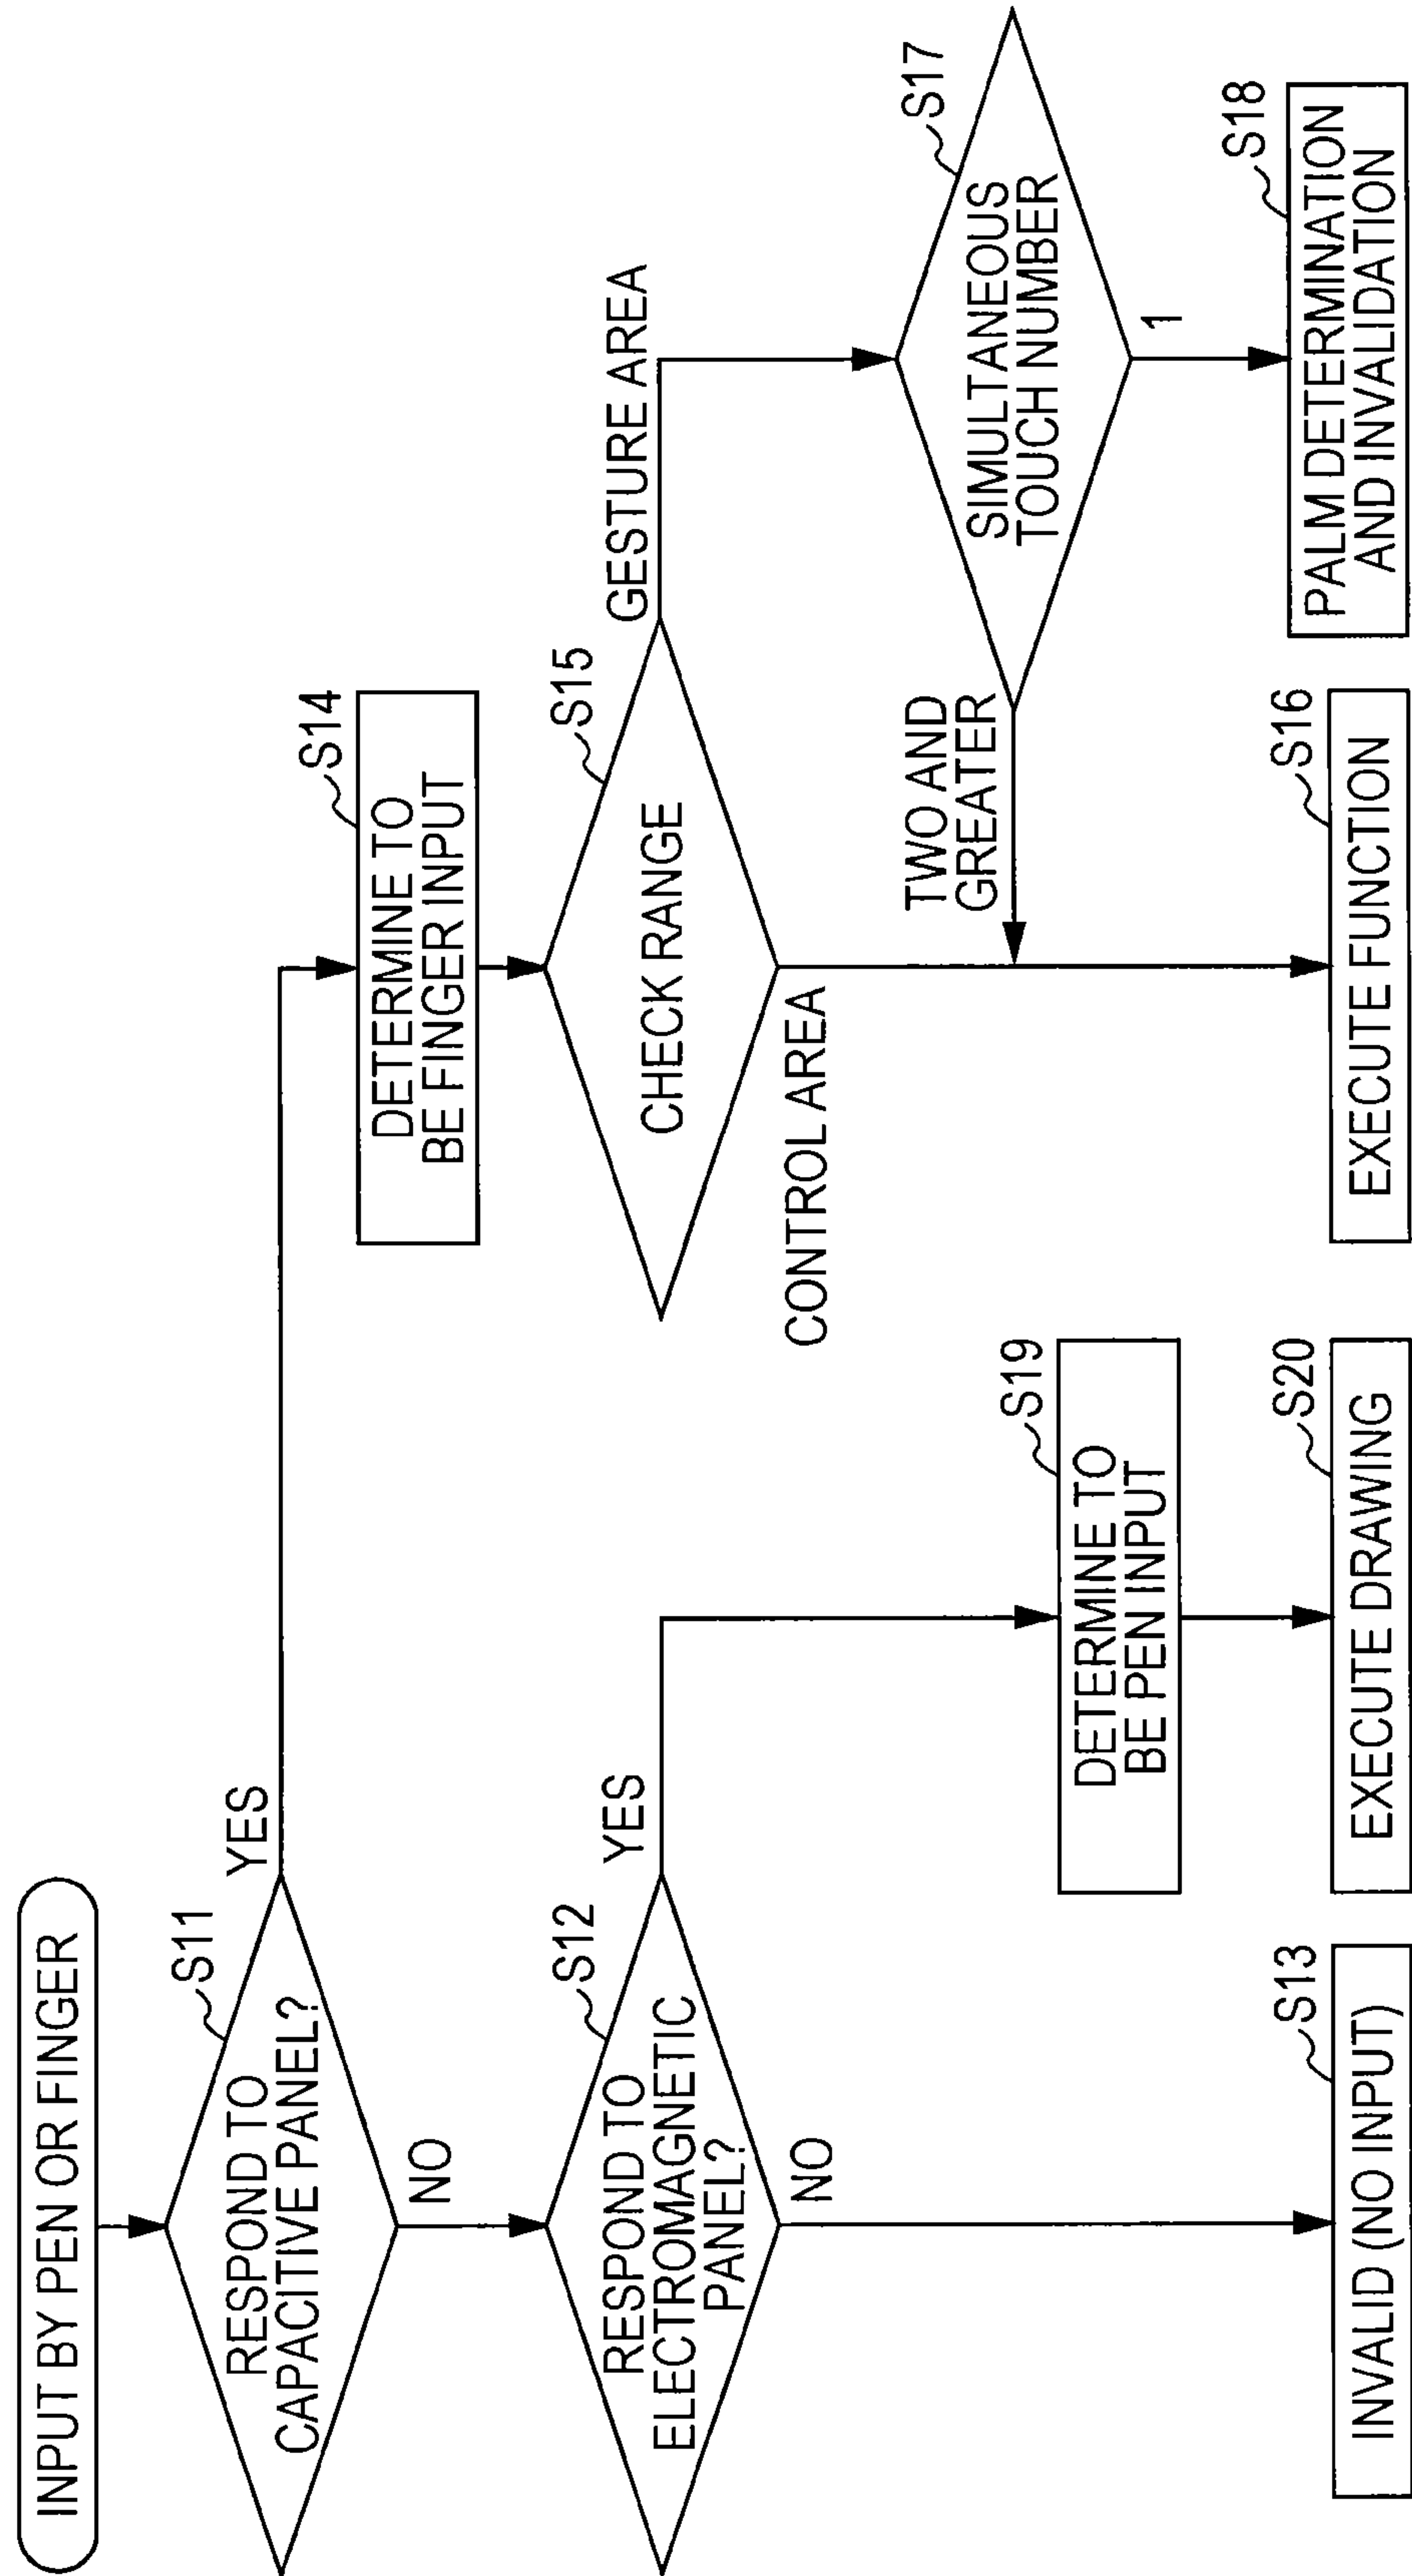 INPUT BY PEN OR FINGER
S11
RESPOND TO
CAPACITIVE PANEL?
YES
NO
S12
RESPOND TO
ELECTROMAGNETIC
PANEL?
YES
NO
S13
INVALID (NO INPUT)
S19
DETERMINE TO
BE PEN INPUT
S20
EXECUTE DRAWING
S14
DETERMINE TO
BE FINGER INPUT
S15
CHECK RANGE
GESTURE AREA
CONTROL AREA
S17
SIMULTANEOUS
TOUCH NUMBER
TWO AND
GREATER
1
S16
EXECUTE FUNCTION
S18
PALM DETERMINATION
AND INVALIDATION